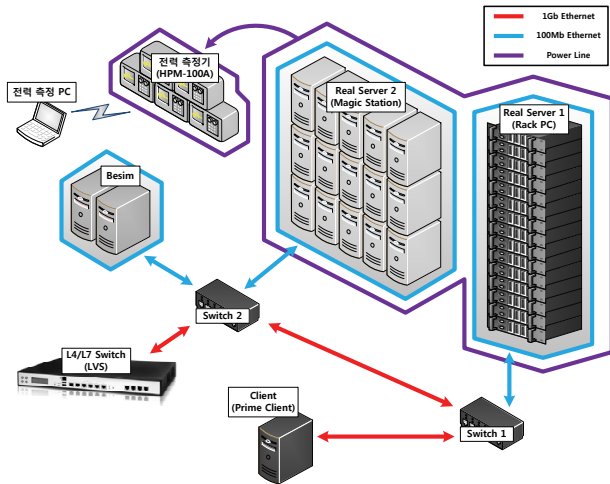 1Gb Ethernet
100Mb Ethernet
Power Line
전력 측정기
(HPM-100A)
전력 측정 PC
Real Server 2
(Magic Station)
Real Server 1
(Rack PC)
Besim
Switch 2
L4/L7 Switch
(LVS)
Client
(Prime Client)
Switch 1